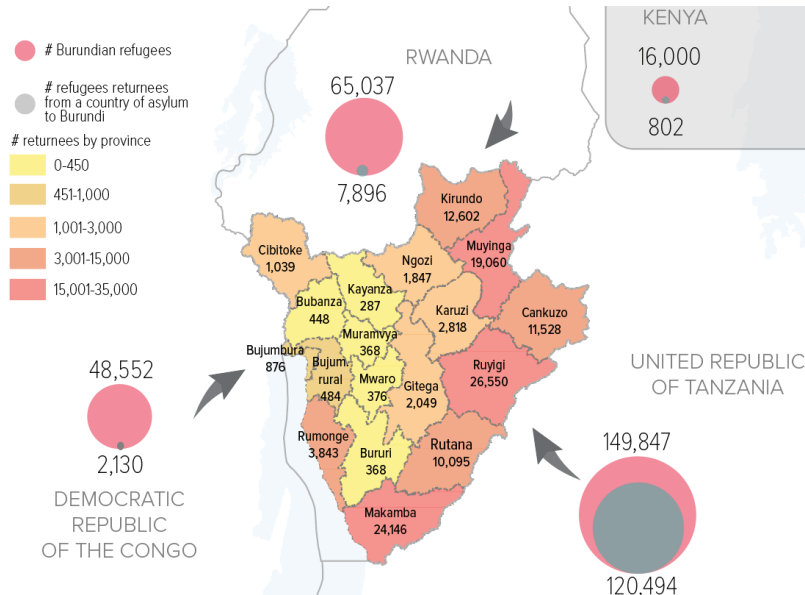 # Burundian refugees
# refugees returnees
from a country of asylum
to Burundi
# returnees by province
0-450
451-1,000
1,001-3,000
3,001-15,000
15,001-35,000
RWANDA
65,037
7,896
KENYA
16,000
802
Kirundo
12,602
Muyinga
19,060
Cibitoke
1,039
Ngozi
1,847
Kayanza
287
Bubanza
448
Karuzi
2,818
Cankuzo
11,528
Muramvya
368
Bujumbura
876
Bujum
rural
484
Mwaro
376
Gitega
2,049
Ruyigi
26,550
Rumonge
3,843
Bururi
368
Rutana
10,095
Makamba
24,146
48,552
2,130
DEMOCRATIC
REPUBLIC
OF THE CONGO
UNITED REPUBLIC
OF TANZANIA
149,847
120,494